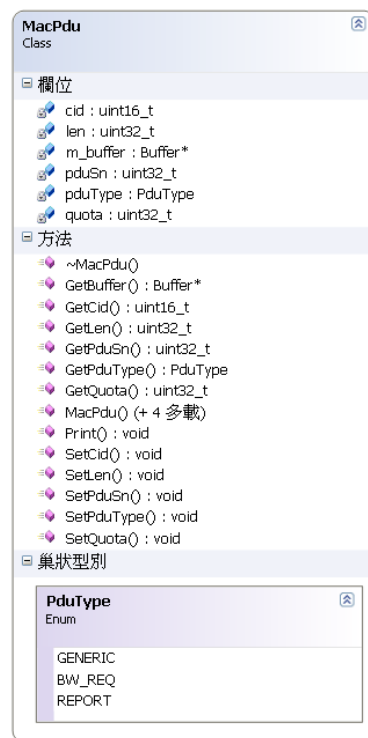 MacPdu
Class
欄位
cid : uint16_t
len : uint32_t
m_buffer : Buffer*
pduSn : uint32_t
pduType : PduType
quota : uint32_t
方法
~MacPdu()
GetBuffer() : Buffer*
GetCid() : uint16_t
GetLen() : uint32_t
GetPduSn() : uint32_t
GetPduType() : PduType
GetQuota() : uint32_t
MacPdu() (+ 4 多載)
Print() : void
SetCid() : void
SetLen() : void
SetPduSn() : void
SetPduType() : void
SetQuota() : void
巢狀型別
PduType
Enum
GENERIC
BW_REQ
REPORT